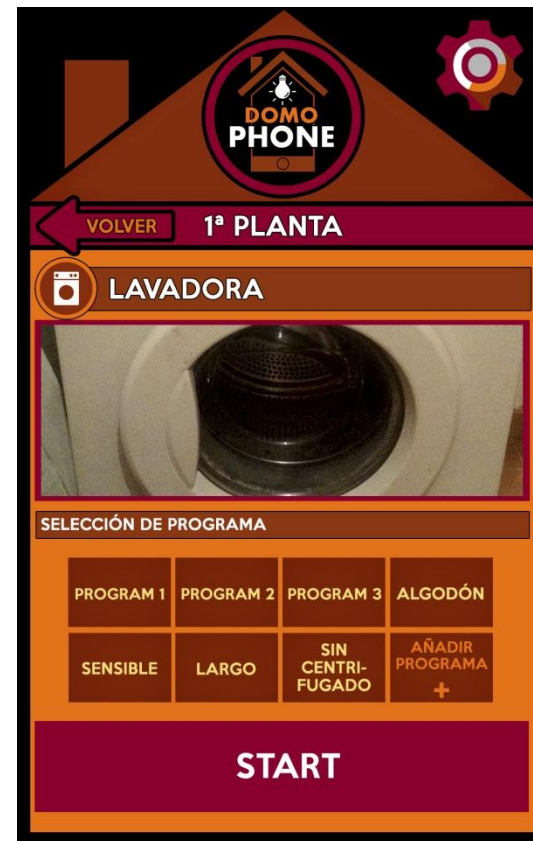 DOMO
PHONE
VOLVER
1ª PLANTA
LAVADORA
SELECCIÓN DE PROGRAMA
PROGRAM 1
PROGRAM 2
PROGRAM 3
ALGODÓN
SENSIBLE
LARGO
SIN
CENTRI-
FUGADO
AÑADIR
PROGRAMA
+
START